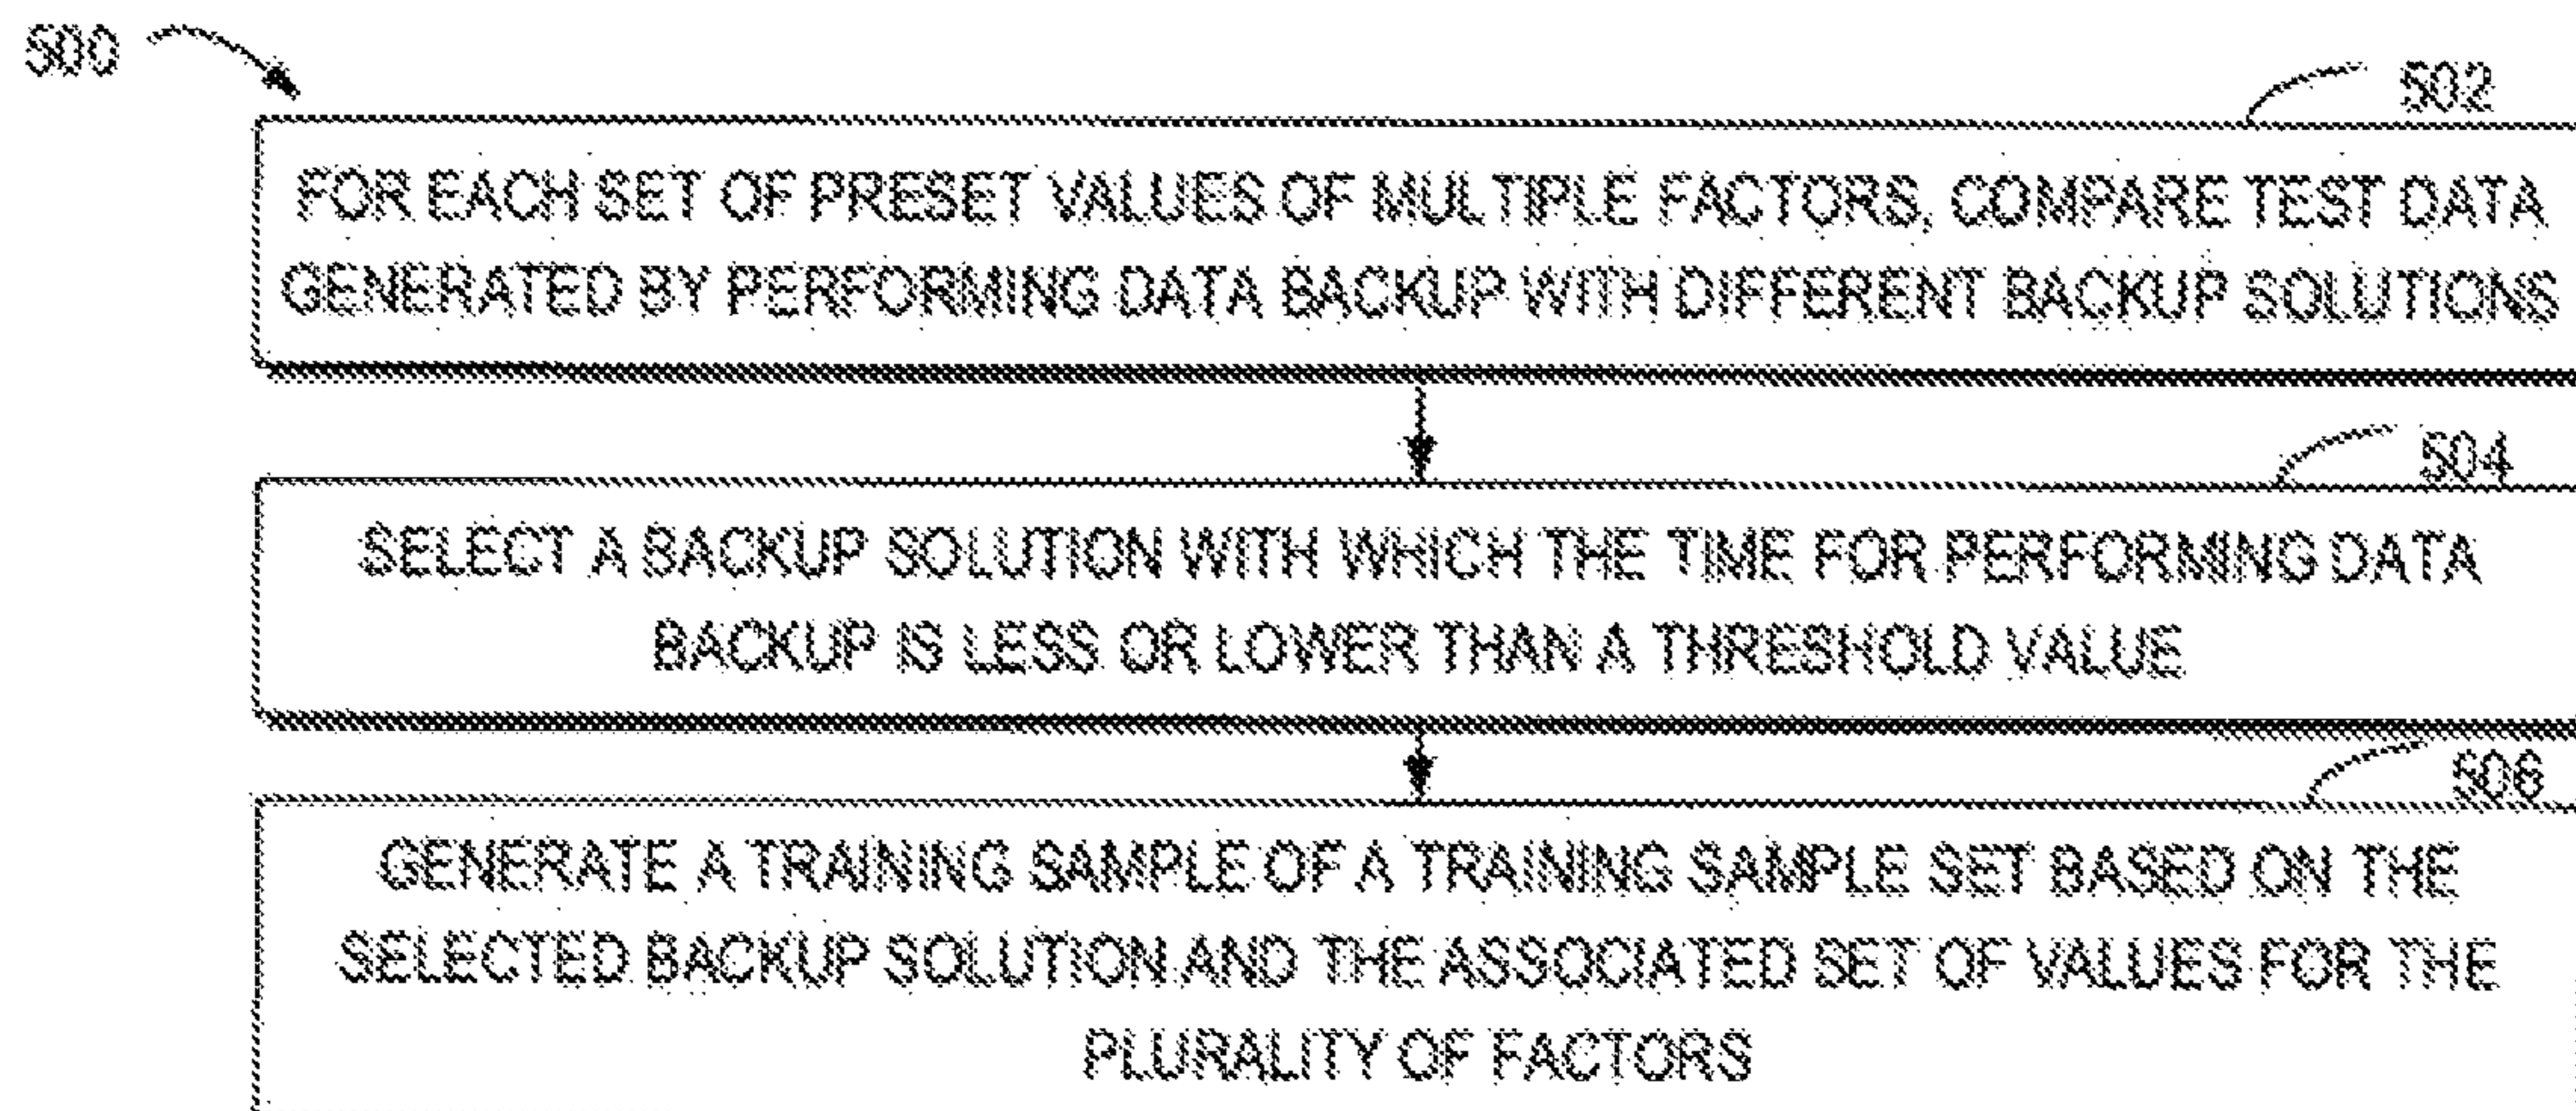 500
502
FOR EACH SET OF PRESET VALUES OF MULTIPLE FACTORS, COMPARE TEST DATA
GENERATED BY PERFORMING DATA BACKUP WITH DIFFERENT BACKUP SOLUTIONS
504
SELECT A BACKUP SOLUTION WITH WHICH THE TIME FOR PERFORMING DATA
BACKUP IS LESS OR LOWER THAN A THRESHOLD VALUE
506
GENERATE A TRAINING SAMPLE OF A TRAINING SAMPLE SET BASED ON THE
SELECTED BACKUP SOLUTION AND THE ASSOCIATED SET OF VALUES FOR THE
PLURALITY OF FACTORS